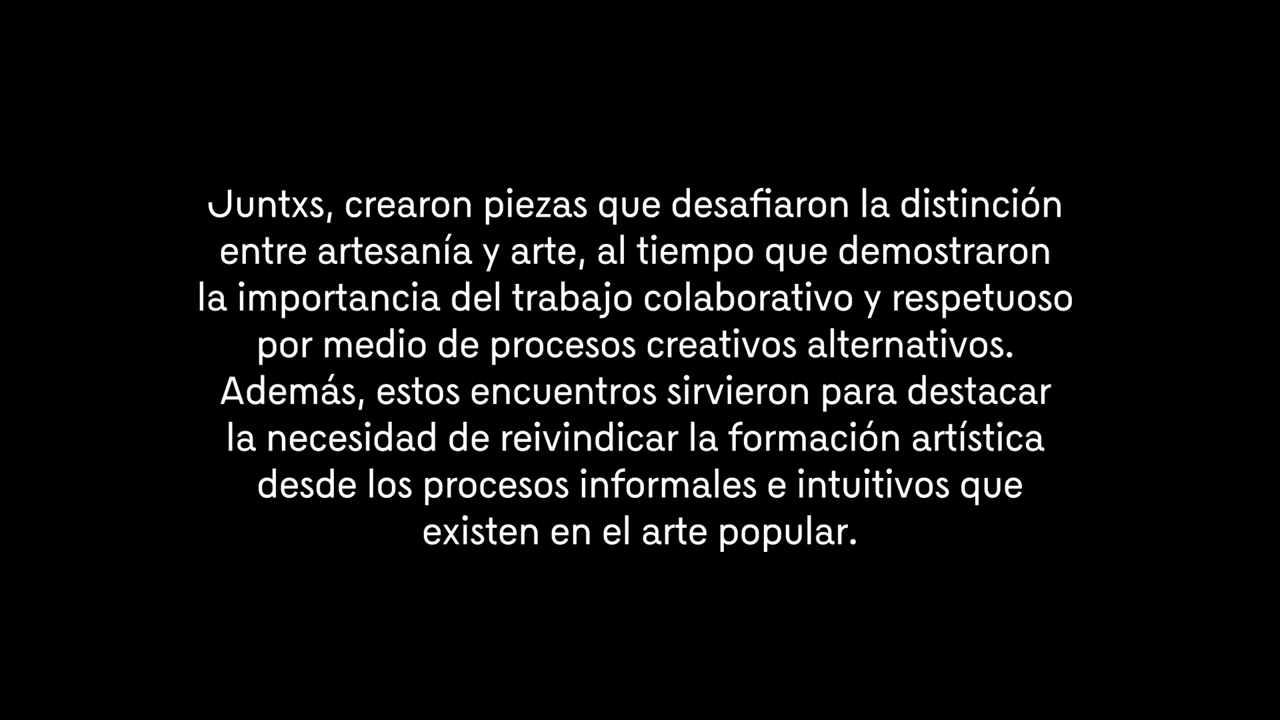 Juntxs, crearon piezas que desafiaron la distinción
entre artesanía y arte, al tiempo que demostraron
la importancia del trabajo colaborativo y respetuoso
por medio de procesos creativos alternativos.
Además, estos encuentros sirvieron para destacar
la necesidad de reivindicar la formación artística
desde los procesos informales e intuitivos que
existen en el arte popular.